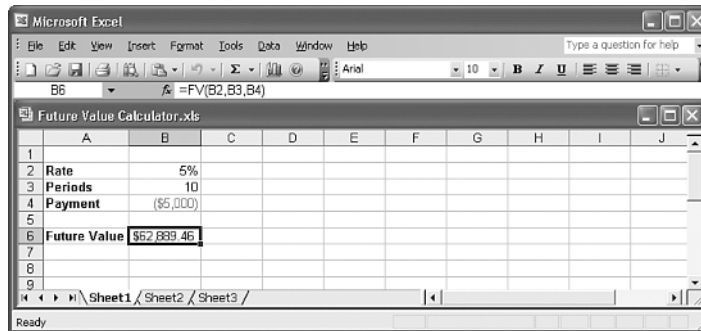 Microsoft Excel
File Edit View Insert Format Tools Data Window Help Type a question for help
Arial 10 B I U
B6 fx =FV(B2,B3,B4)
Future Value Calculator.xls
A B C D E F G H I J
1
2 Rate 5%
3 Periods 10
4 Payment ($5,000)
5
6 Future Value $62,889.46
7
8
9
Sheet1 Sheet2 Sheet3
Ready